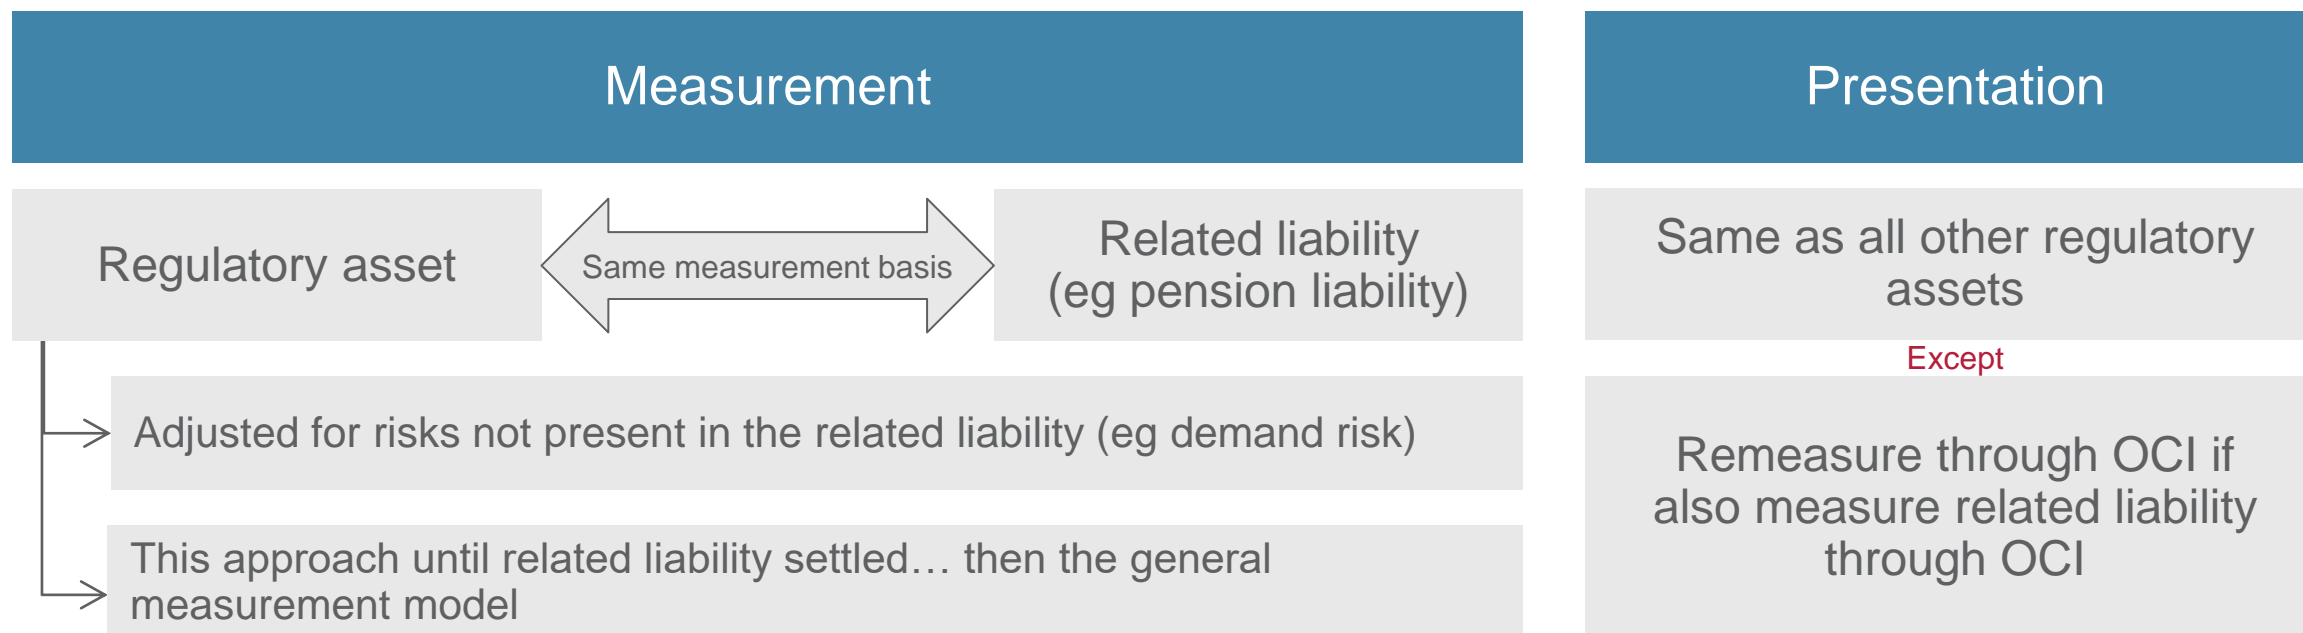 Measurement
Presentation
Regulatory asset
Same measurement basis
Related liability
(eg pension liability)
Same as all other regulatory
assets
Except
Adjusted for risks not present in the related liability (eg demand risk)
This approach until related liability settled… then the general
measurement model
Remeasure through OCI if
also measure related liability
through OCI